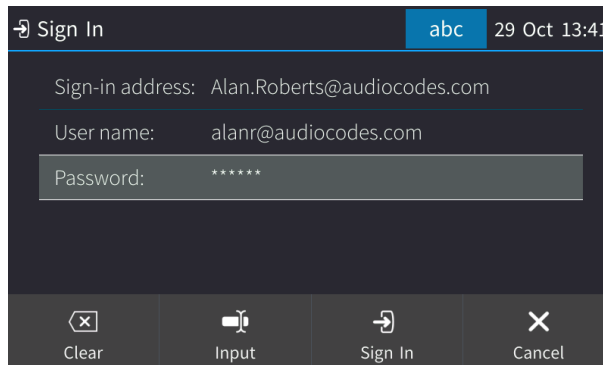 Sign In abc 29 Oct 13:41
Sign-in address: Alan.Roberts@audiocodes.com
User name: alanr@audiocodes.com
Password: ******
Clear Input Sign In Cancel